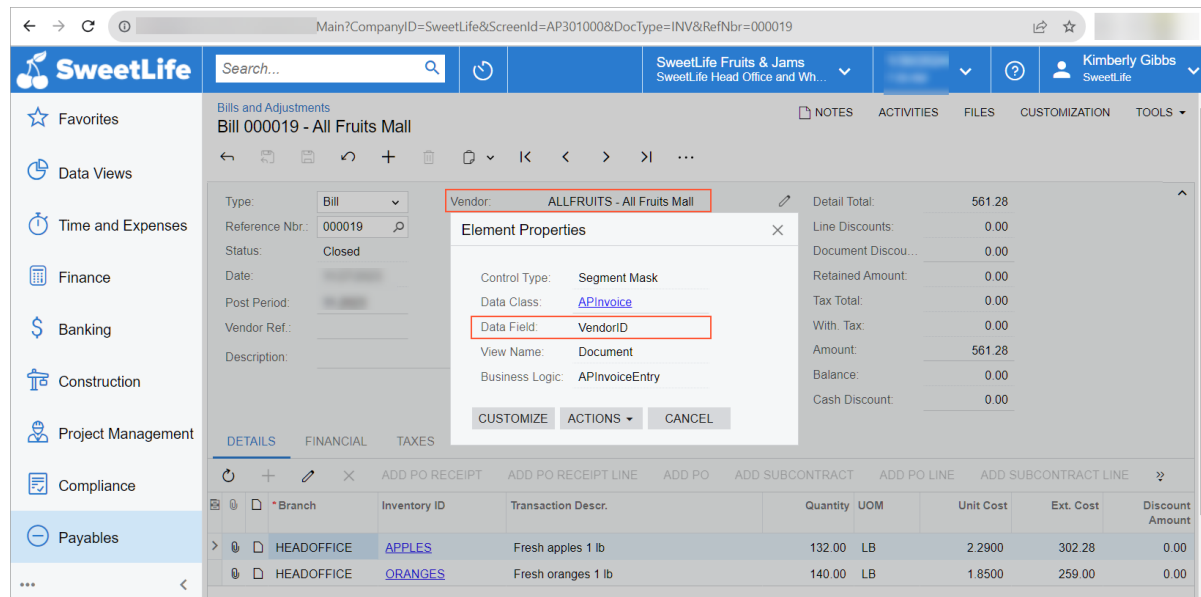 Main?CompanyID=SweetLife&ScreenId=AP301000&DocType=INV&RefNbr=000019
SweetLife
Search...
SweetLife Fruits & Jams
SweetLife Head Office and Wh...
Kimberly Gibbs
SweetLife
Favorites
Data Views
Time and Expenses
Finance
Banking
Construction
Project Management
Compliance
Payables
Bills and Adjustments
Bill 000019 - All Fruits Mall
NOTES ACTIVITIES FILES CUSTOMIZATION TOOLS
Type: Bill
Reference Nbr.: 000019
Status: Closed
Date:
Post Period:
Vendor Ref.:
Description:
Vendor: ALLFRUITS - All Fruits Mall
Detail Total: 561.28
Line Discounts: 0.00
Document Discou... 0.00
Retained Amount: 0.00
Tax Total: 0.00
With. Tax: 0.00
Amount: 561.28
Balance: 0.00
Cash Discount: 0.00
Element Properties
Control Type: Segment Mask
Data Class: APInvoice
Data Field: VendorID
View Name: Document
Business Logic: APInvoiceEntry
CUSTOMIZE ACTIONS CANCEL
DETAILS FINANCIAL TAXES
ADD PO RECEIPT ADD PO RECEIPT LINE ADD PO ADD SUBCONTRACT ADD PO LINE ADD SUBCONTRACT LINE
*Branch Inventory ID Transaction Descr. Quantity UOM Unit Cost Ext. Cost Discount Amount
HEADOFFICE APPLES Fresh apples 1 lb 132.00 LB 2.2900 302.28 0.00
HEADOFFICE ORANGES Fresh oranges 1 lb 140.00 LB 1.8500 259.00 0.00